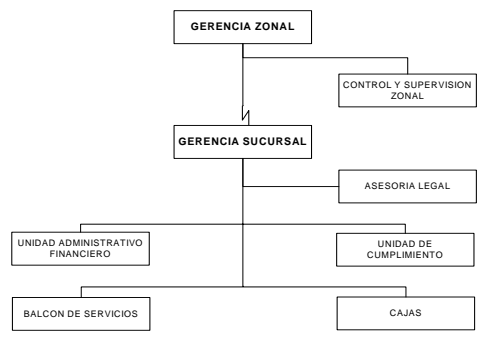 GERENCIA ZONAL
CONTROL Y SUPERVISION
ZONAL
GERENCIA SUCURSAL
ASESORIA LEGAL
UNIDAD ADMINISTRATIVO
FINANCIERO
UNIDAD DE
CUMPLIMIENTO
BALCON DE SERVICIOS
CAJAS